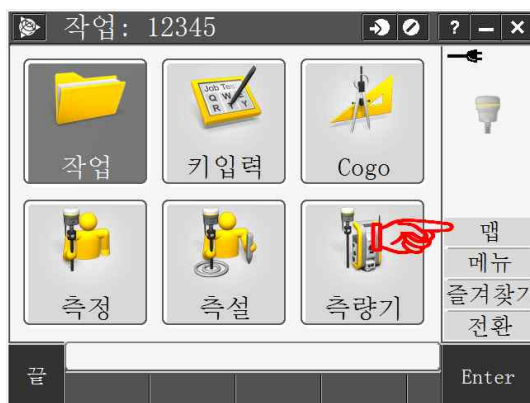 작업: 12345
? – ×
Job Te
Q W E
R T Y
작업
키입력
Cogo
측정
측설
측량기
맵
메뉴
즐겨찾기
전환
끝
Enter